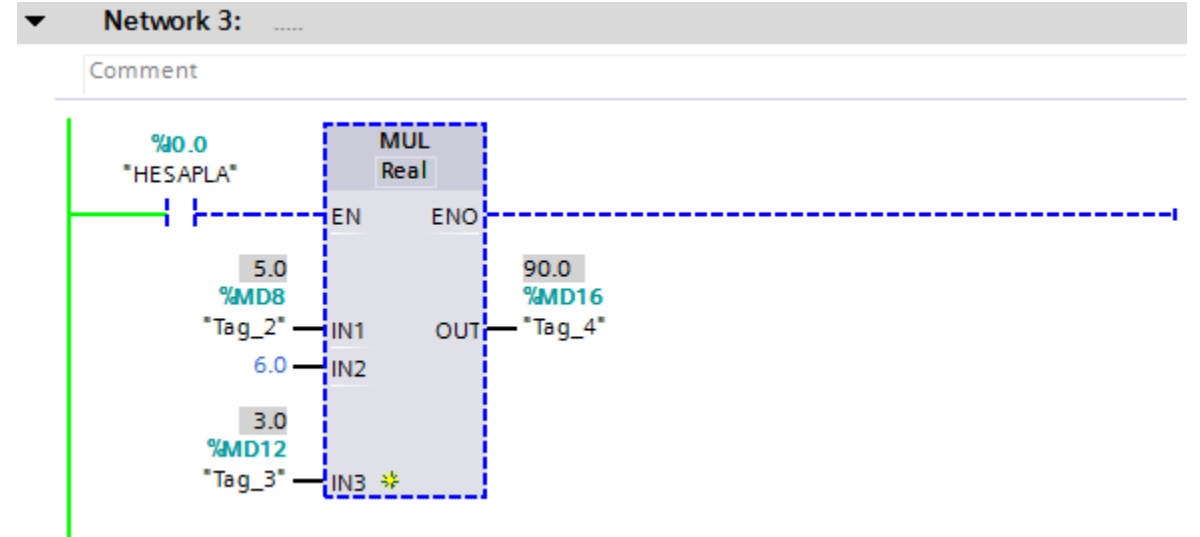 Network 3: .....
Comment
%I0.0
"HESAPLA"
MUL
Real
EN ENO
5.0
%MD8
"Tag_2" IN1
90.0
%MD16
OUT "Tag_4"
6.0 IN2
3.0
%MD12
"Tag_3" IN3